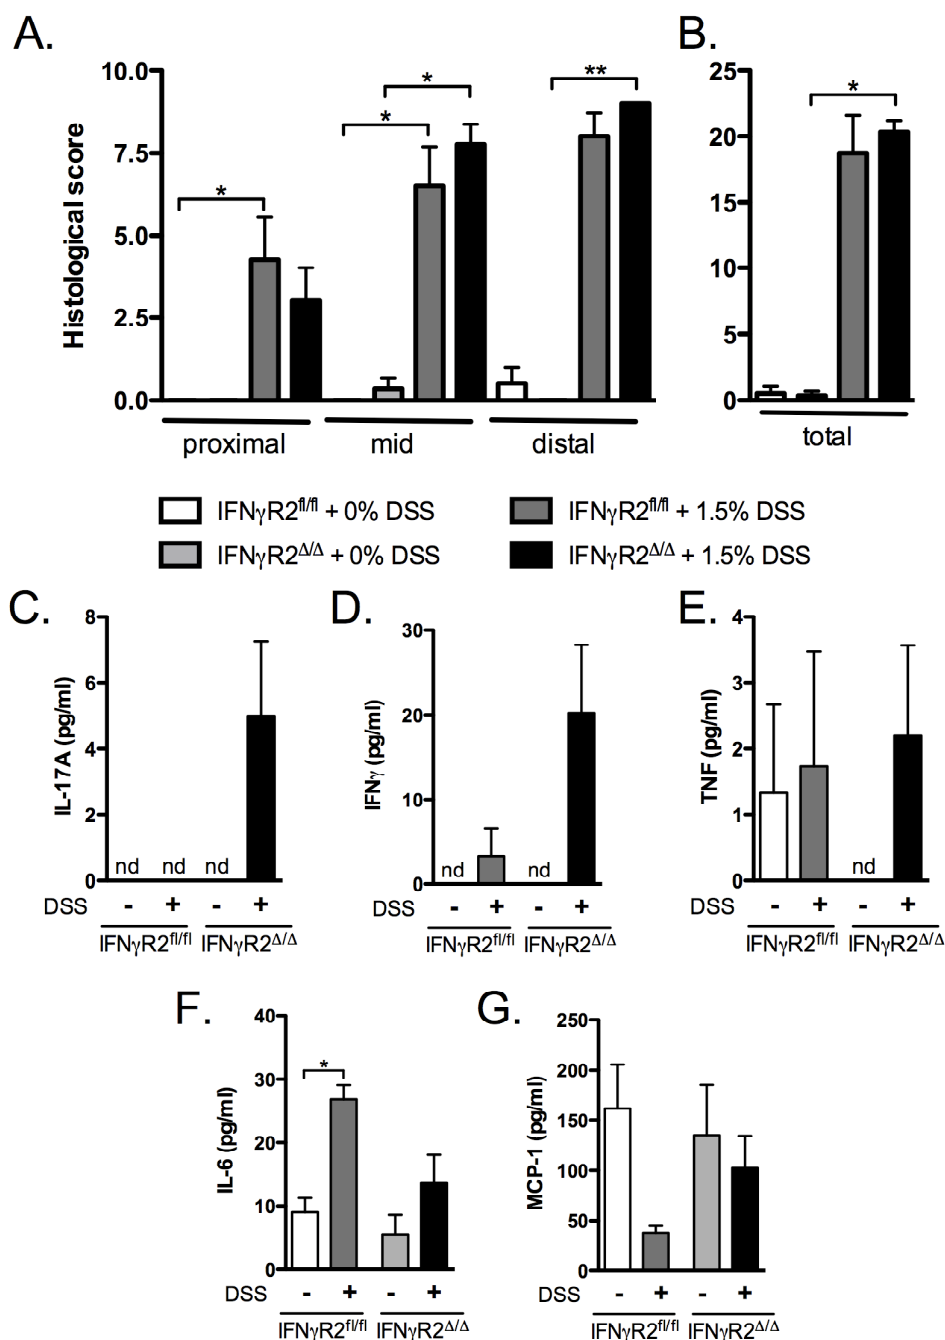 A.
B.
Histological score
10.0
7.5
5.0
2.5
0.0
*
*
*
**
proximal
mid
distal
25
20
15
10
5
0
*
total
IFNγR2fl/fl + 0% DSS
IFNγR2fl/fl + 1.5% DSS
IFNγR2Δ/Δ + 0% DSS
IFNγR2Δ/Δ + 1.5% DSS
C.
IL-17A (pg/ml)
8
6
4
2
0
nd
nd
nd
DSS - + - +
IFNγR2fl/fl IFNγR2Δ/Δ
D.
IFNγ (pg/ml)
30
20
10
0
nd
nd
DSS - + - +
IFNγR2fl/fl IFNγR2Δ/Δ
E.
TNF (pg/ml)
4
3
2
1
0
nd
DSS - + - +
IFNγR2fl/fl IFNγR2Δ/Δ
F.
IL-6 (pg/ml)
40
30
20
10
0
*
DSS - + - +
IFNγR2fl/fl IFNγR2Δ/Δ
G.
MCP-1 (pg/ml)
250
200
150
100
50
0
DSS - + - +
IFNγR2fl/fl IFNγR2Δ/Δ